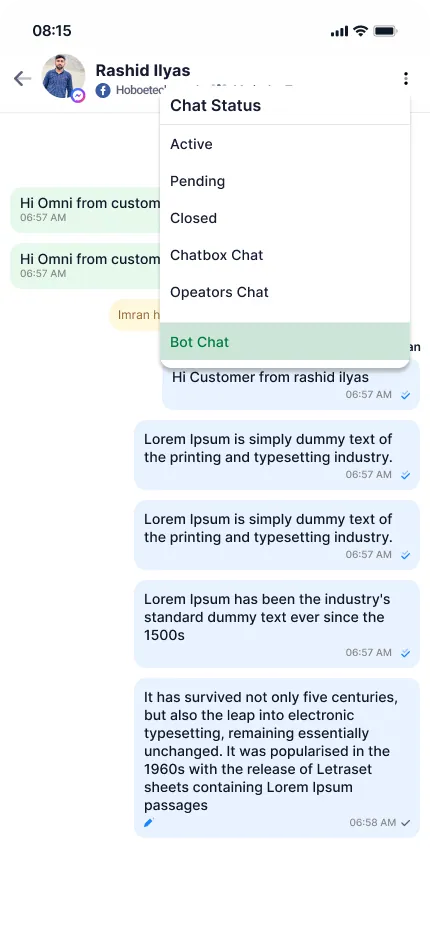 08:15
Rashid Ilyas
Chat Status
Active
Pending
Closed
Chatbox Chat
Opeators Chat
Bot Chat
Hi Omni from custom
06:57 AM
Hi Omni from custom
06:57 AM
Imran h
an
Hi Customer from rashid ilyas
06:57 AM
Lorem Ipsum is simply dummy text of
the printing and typesetting industry.
06:57 AM
Lorem Ipsum is simply dummy text of
the printing and typesetting industry.
06:57 AM
Lorem Ipsum has been the industry's
standard dummy text ever since the
1500s
06:57 AM
It has survived not only five centuries,
but also the leap into electronic
typesetting, remaining essentially
unchanged. It was popularised in the
1960s with the release of Letraset
sheets containing Lorem Ipsum
passages
06:58 AM